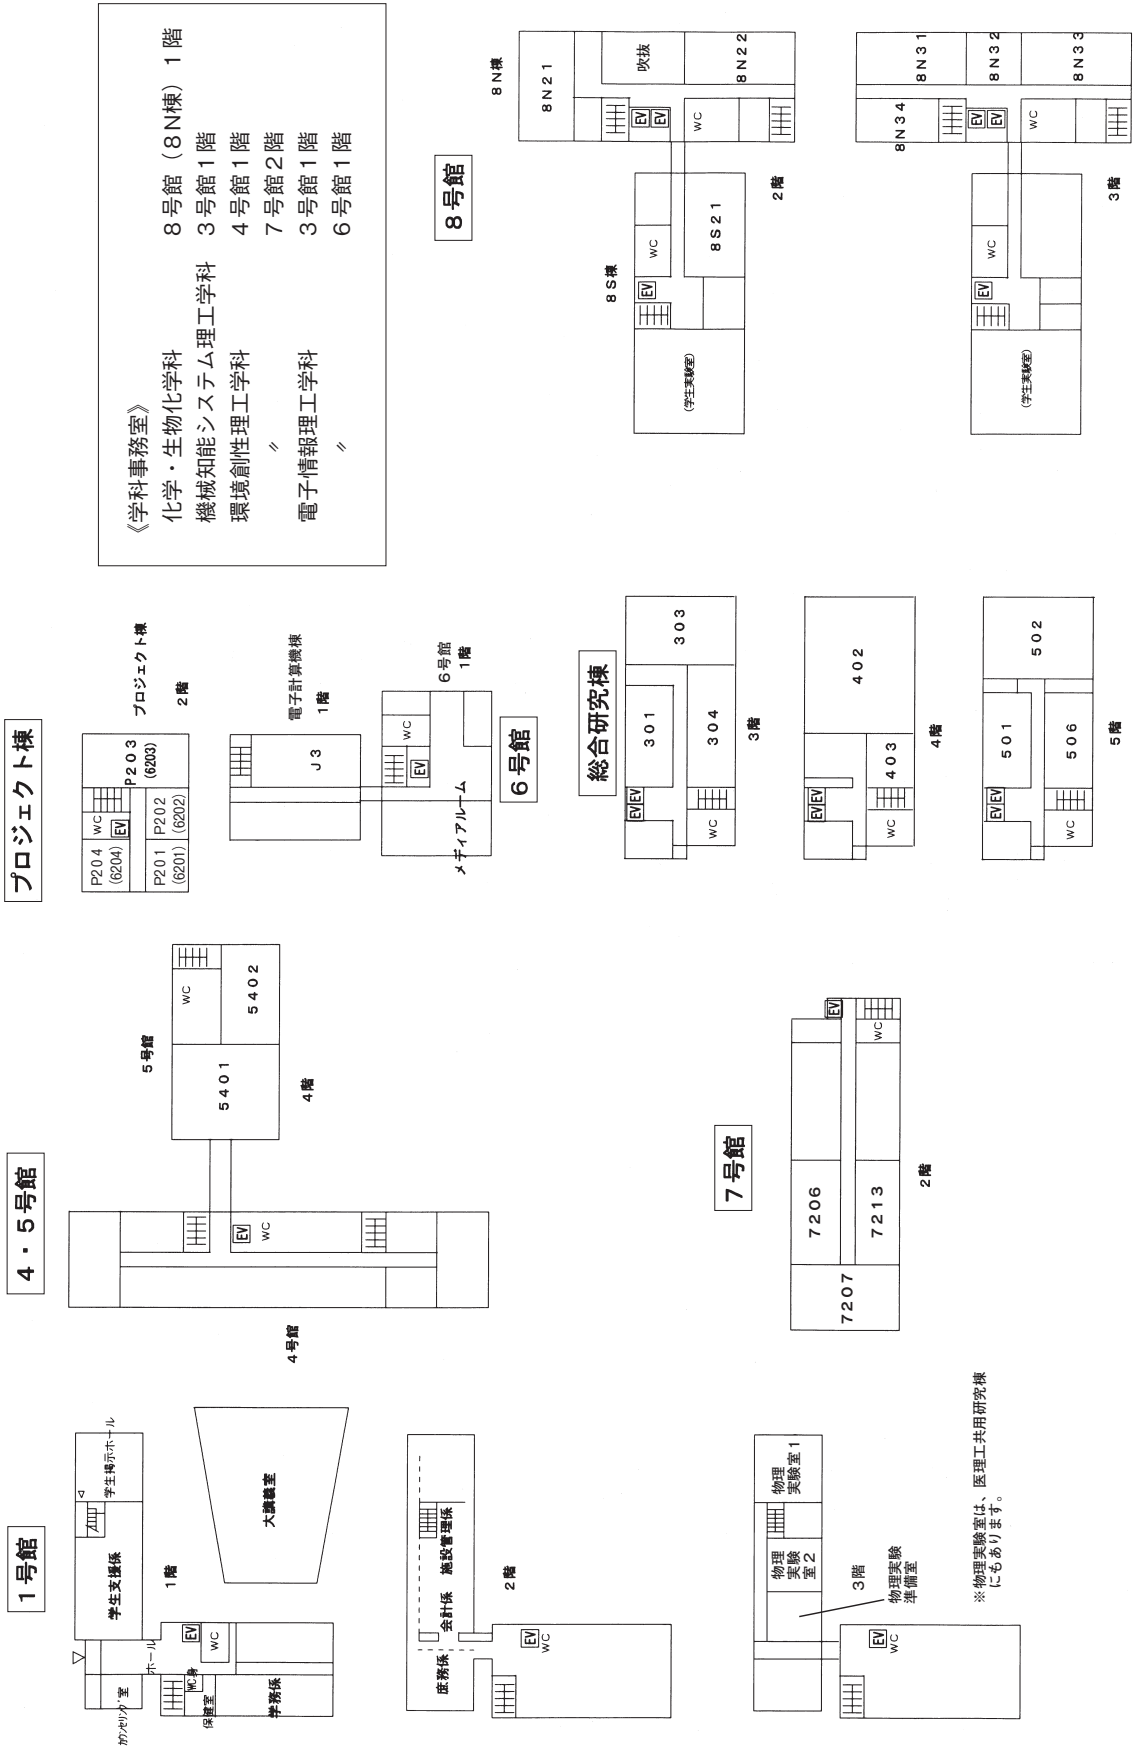 1号館
学生掲示ホール
学生支援係
大講義室
1階
ホール
EV
WC
カウンセリング室
WC身
保健室
学務係
施設管理係
会計係
庶務係
2階
EV
WC
物理
実験室1
物理
実験
室2
3階
物理実験
準備室
EV
WC
※物理実験室は、医理工共用研究棟
にもあります。
4・5号館
5号館
WC
5402
5401
4階
EV
WC
4号館
7号館
EV
WC
7206
7213
7207
2階
プロジェクト棟
プロジェクト棟
2階
P203
(6203)
WC
EV
P204
(6204)
P202
(6202)
P201
(6201)
電子計算機棟
1階
J3
6号館
1階
WC
EV
メディアルーム
6号館
総合研究棟
303
301
304
EV EV
WC
3階
402
403
EV EV
WC
4階
502
501
506
EV EV
WC
5階
《学科事務室》
化学・生物化学科 8号館(8N棟)1階
機械知能システム理工学科 3号館1階
環境創性理工学科 4号館1階
〃 7号館2階
電子情報理工学科 3号館1階
〃 6号館1階
8号館
8N棟
8N21
吹抜
8N22
EV EV
WC
2階
8S棟
WC
EV
8S21
(学生実験室)
8N31
8N32
8N33
8N34
EV EV
WC
3階
WC
EV
(学生実験室)